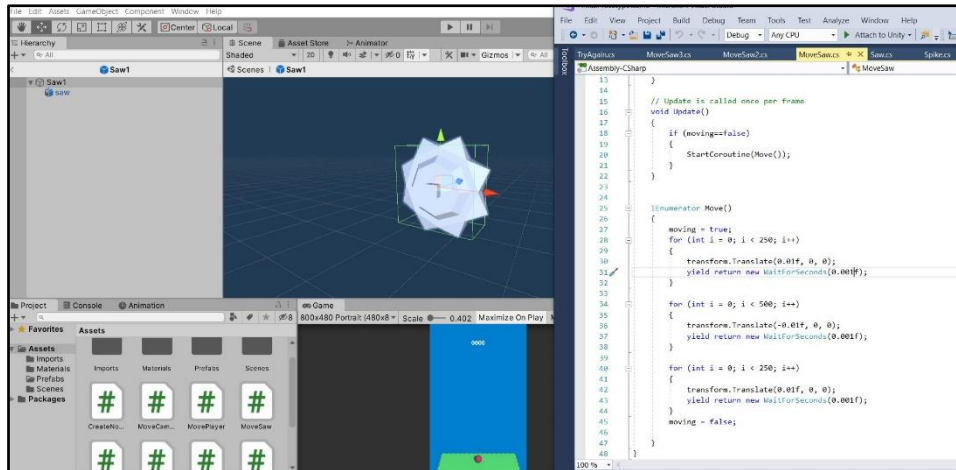 File Edit Assets GameObject Component Window Help
Center Local
Hierarchy
All
Saw1
Saw1
saw
Scene Asset Store Animator
Shaded 2D 0 Gizmos All
Scenes Saw1
Project Console Animation
8
Favorites
Assets
Imports
Materials
Prefabs
Scenes
Packages
Assets
Imports Materials Prefabs Scenes
CreateNo... MoveCam... MovePlayer MoveSaw
Game
800x480 Portrait (480x8 Scale 0.402 Maximize On Play
File Edit View Project Build Debug Team Tools Test Analyze Window Help
Debug Any CPU Attach to Unity
Toolbox
TryAgain.cs MoveSaw3.cs MoveSaw2.cs MoveSaw.cs Saw.cs Spike.cs
Assembly-CSharp MoveSaw
13 }
14
15 // Update is called once per frame
16 void Update()
17 {
18 if (moving==false)
19 {
20 StartCoroutine(Move());
21 }
22 }
23
24
25 IEnumerator Move()
26 {
27 moving = true;
28 for (int i = 0; i < 250; i++)
29 {
30 transform.Translate(0.01f, 0, 0);
31 yield return new WaitForSeconds(0.001f);
32 }
33
34 for (int i = 0; i < 500; i++)
35 {
36 transform.Translate(-0.01f, 0, 0);
37 yield return new WaitForSeconds(0.001f);
38 }
39
40 for (int i = 0; i < 250; i++)
41 {
42 transform.Translate(0.01f, 0, 0);
43 yield return new WaitForSeconds(0.001f);
44 }
45 moving = false;
46
47 }
48 }
100 %